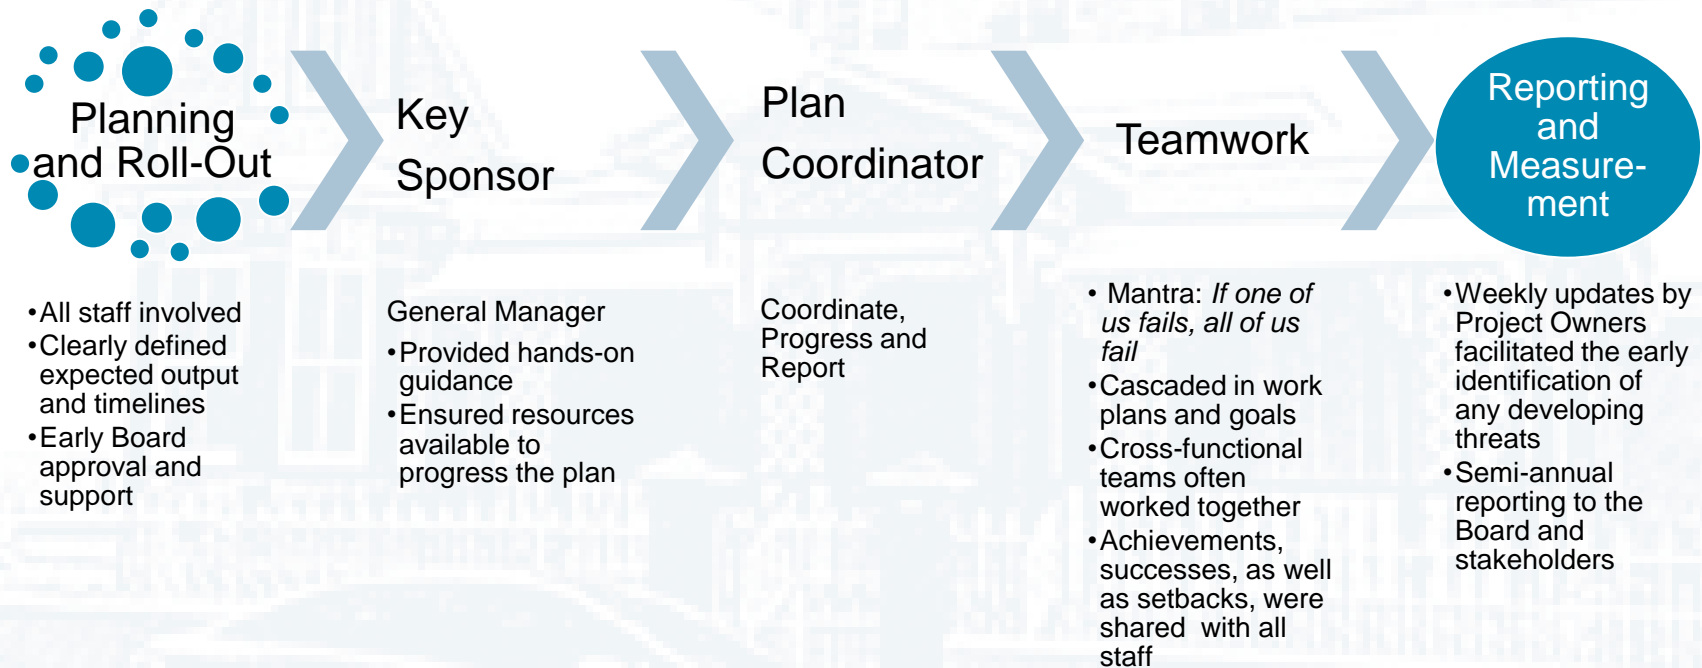 Planning
and Roll-Out
Key
Sponsor
Plan
Coordinator
Teamwork
Reporting
and
Measure-
ment
•All staff involved
•Clearly defined
expected output
and timelines
•Early Board
approval and
support
General Manager
•Provided hands-on
guidance
•Ensured resources
available to
progress the plan
Coordinate,
Progress and
Report
• Mantra: If one of
us fails, all of us
fail
•Cascaded in work
plans and goals
•Cross-functional
teams often
worked together
•Achievements,
successes, as well
as setbacks, were
shared with all
staff
•Weekly updates by
Project Owners
facilitated the early
identification of
any developing
threats
•Semi-annual
reporting to the
Board and
stakeholders